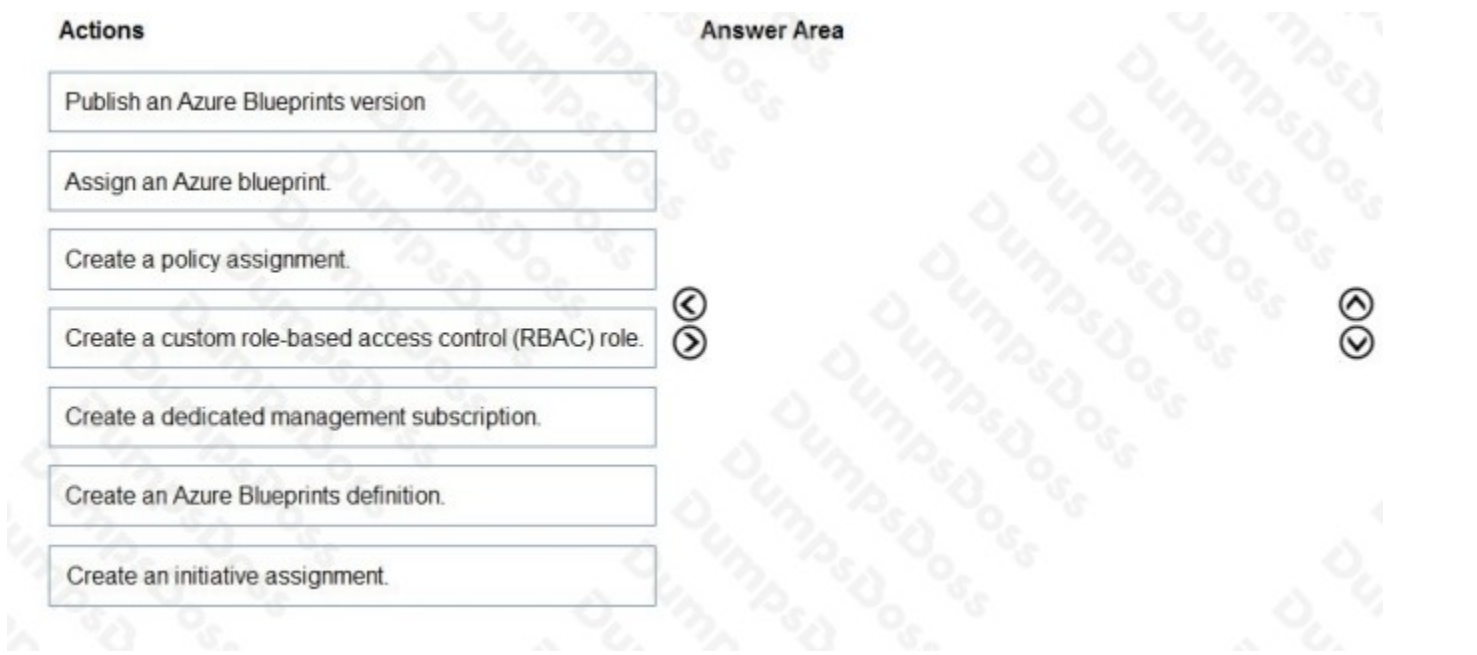 Actions
Answer Area
Publish an Azure Blueprints version
Assign an Azure blueprint.
Create a policy assignment.
Create a custom role-based access control (RBAC) role.
Create a dedicated management subscription.
Create an Azure Blueprints definition.
Create an initiative assignment.
DumpsDoss